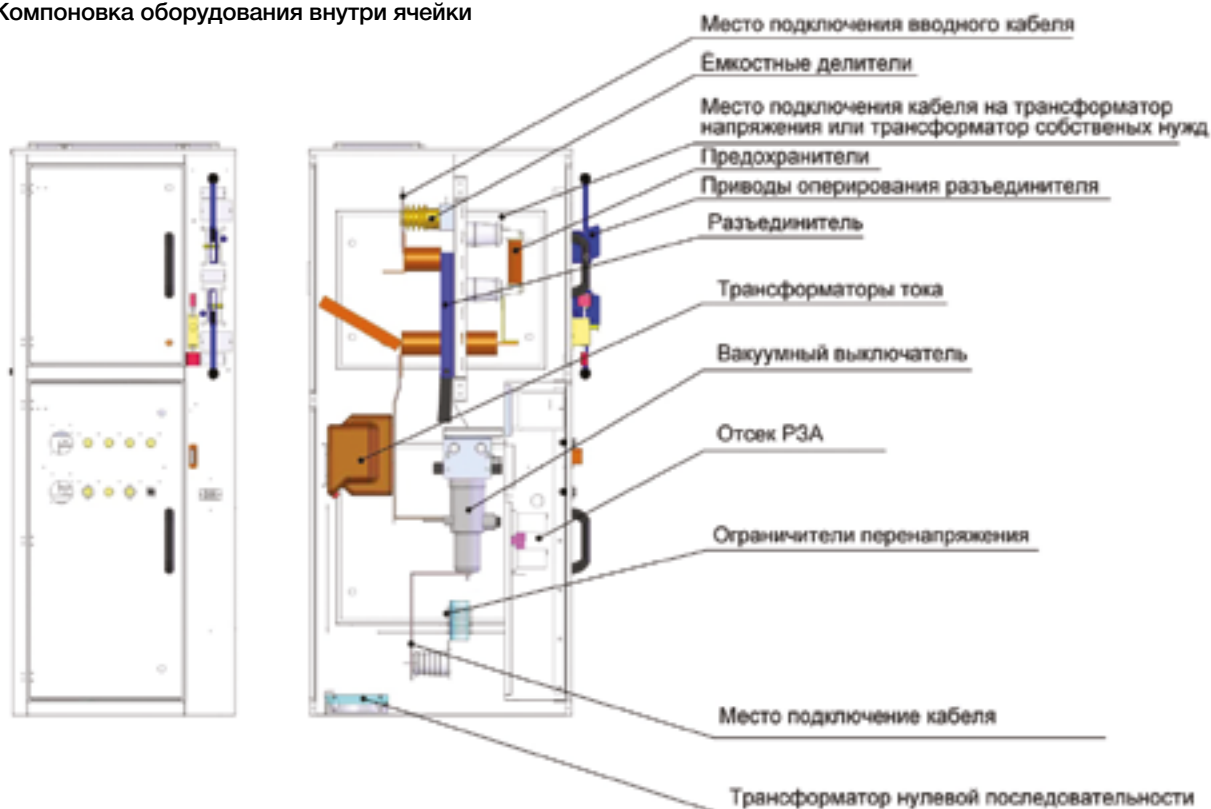 Компоновка оборудования внутри ячейки
Место подключения вводного кабеля
Ёмкостные делители
Место подключения кабеля на трансформатор
напряжения или трансформатор собственых нужд
Предохранители
Приводы оперирования разъединителя
Разъединитель
Трансформаторы тока
Вакуумный выключатель
Отсек РЗА
Ограничители перенапряжения
Место подключение кабеля
Трансформатор нулевой последовательности